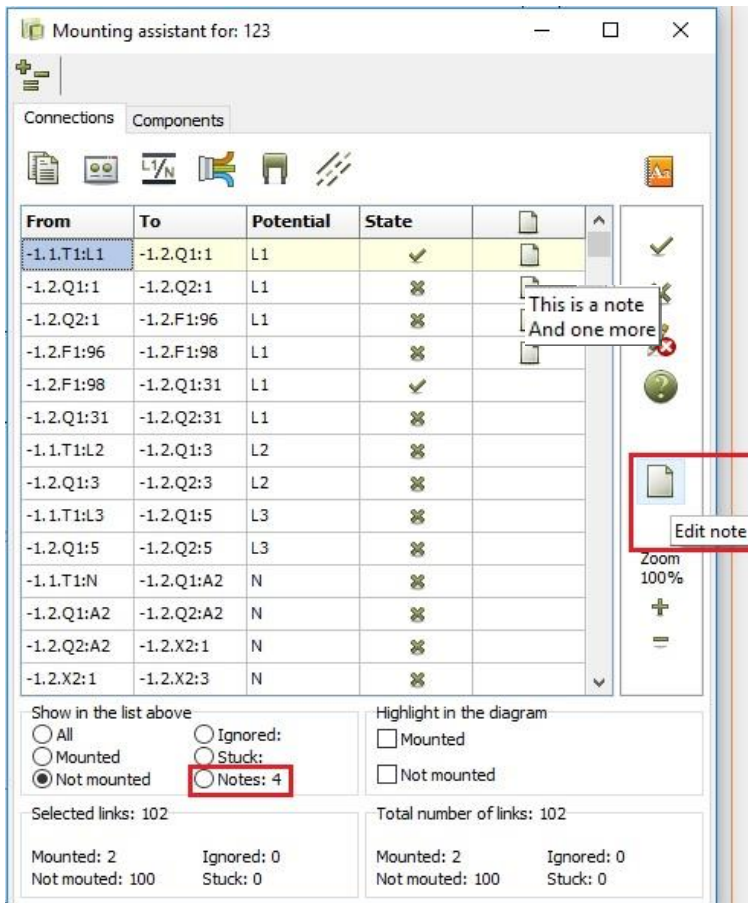 Mounting assistant for: 123
Connections Components
L1/N
From To Potential State
-1.1.T1:L1 -1.2.Q1:1 L1
-1.2.Q1:1 -1.2.Q2:1 L1
This is a note
-1.2.Q2:1 -1.2.F1:96 L1
And one more
-1.2.F1:96 -1.2.F1:98 L1
-1.2.F1:98 -1.2.Q1:31 L1
-1.2.Q1:31 -1.2.Q2:31 L1
-1.1.T1:L2 -1.2.Q1:3 L2
-1.2.Q1:3 -1.2.Q2:3 L2
-1.1.T1:L3 -1.2.Q1:5 L3
Edit note
-1.2.Q1:5 -1.2.Q2:5 L3
Zoom
-1.1.T1:N -1.2.Q1:A2 N
100%
-1.2.Q1:A2 -1.2.Q2:A2 N
-1.2.Q2:A2 -1.2.X2:1 N
-1.2.X2:1 -1.2.X2:3 N
Show in the list above
All Ignored:
Mounted Stuck:
Not mounted Notes: 4
Highlight in the diagram
Mounted
Not mounted
Selected links: 102
Mounted: 2 Ignored: 0
Not mouted: 100 Stuck: 0
Total number of links: 102
Mounted: 2 Ignored: 0
Not mounted: 100 Stuck: 0